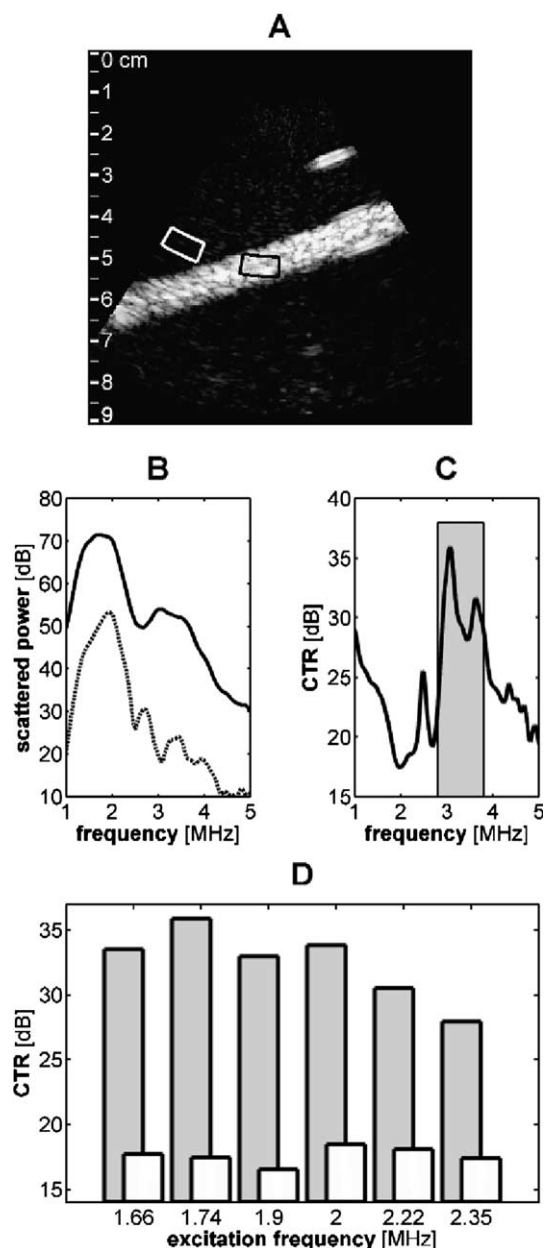 A
0 cm
1
2
3
4
5
6
7
8
9
B
80
70
60
50
40
30
20
10
scattered power [dB]
1 2 3 4 5
frequency [MHz]
C
40
35
30
25
20
15
CTR [dB]
1 2 3 4 5
frequency [MHz]
D
35
30
25
20
15
CTR [dB]
1.66 1.74 1.9 2 2.22 2.35
excitation frequency [MHz]